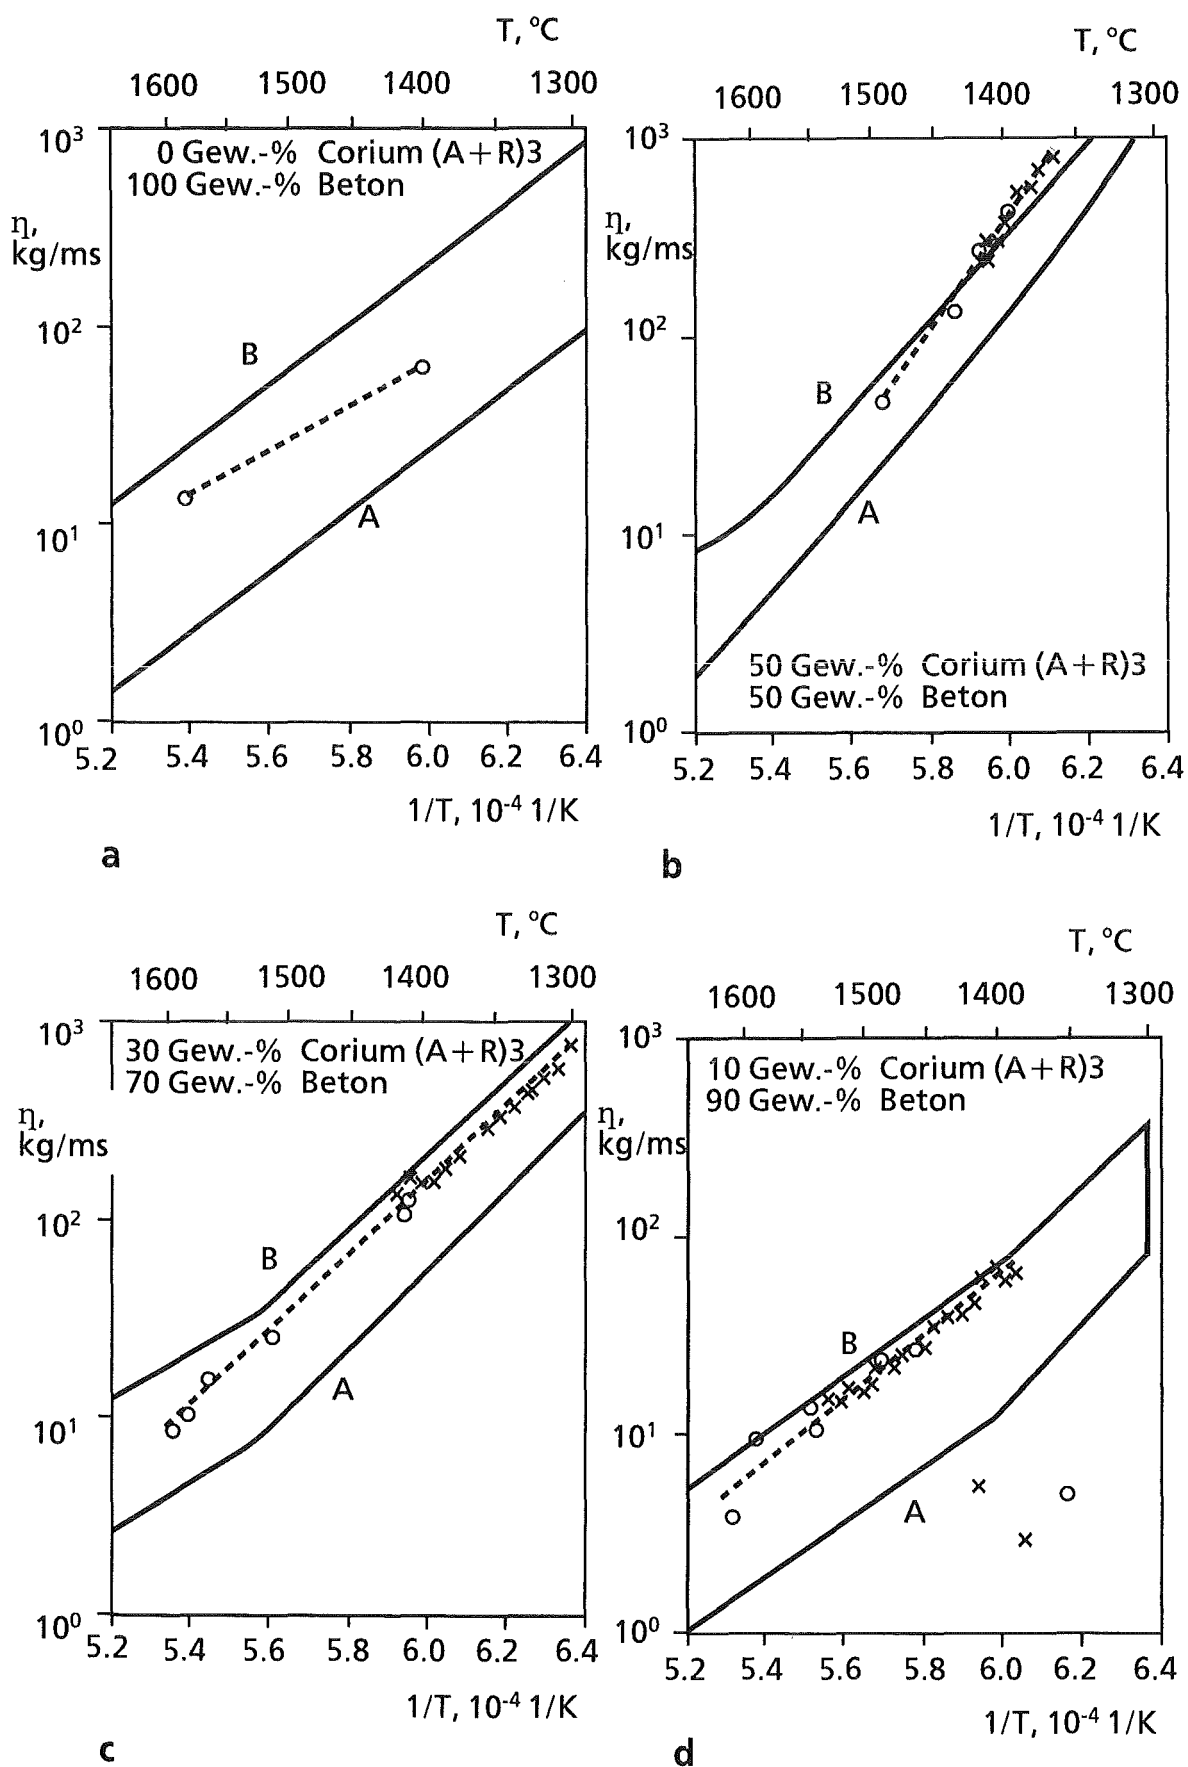 T, °C
1600 1500 1400 1300
10³
0 Gew.-% Corium (A+R)3
100 Gew.-% Beton
η,
kg/ms
10²
B
A
10¹
10⁰
5.2 5.4 5.6 5.8 6.0 6.2 6.4
1/T, 10⁻⁴ 1/K
a
T, °C
1600 1500 1400 1300
10³
η,
kg/ms
10²
B
A
10¹
50 Gew.-% Corium (A+R)3
50 Gew.-% Beton
10⁰
5.2 5.4 5.6 5.8 6.0 6.2 6.4
1/T, 10⁻⁴ 1/K
b
T, °C
1600 1500 1400 1300
10³
30 Gew.-% Corium (A+R)3
70 Gew.-% Beton
η,
kg/ms
10²
B
A
10¹
10⁰
5.2 5.4 5.6 5.8 6.0 6.2 6.4
1/T, 10⁻⁴ 1/K
c
T, °C
1600 1500 1400 1300
10³
10 Gew.-% Corium (A+R)3
90 Gew.-% Beton
η,
kg/ms
10²
B
10¹
A
10⁰
5.2 5.4 5.6 5.8 6.0 6.2 6.4
1/T, 10⁻⁴ 1/K
d